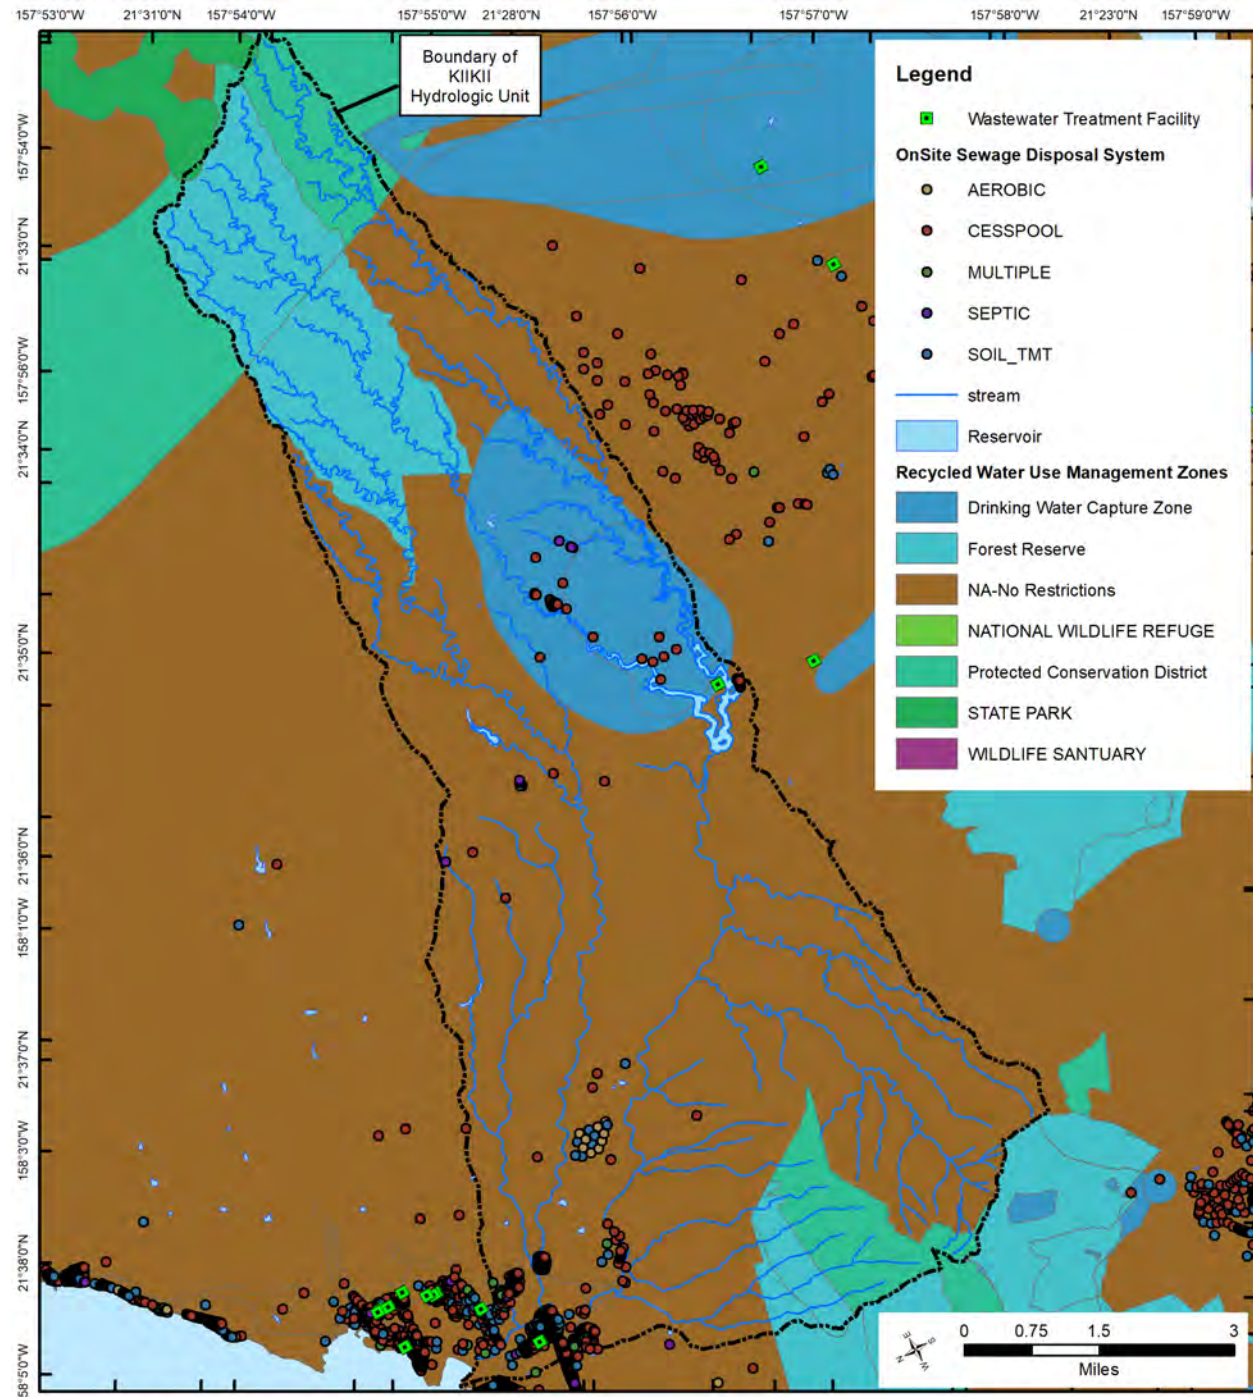 157°53'0"W 157°54'0"W 157°55'0"W 157°56'0"W 157°57'0"W 157°58'0"W 157°59'0"W
21°31'0"N 21°28'0"N 21°23'0"N
Boundary of
KIIKII
Hydrologic Unit
157°54'0"W
21°33'0"N
157°56'0"W
21°34'0"N
21°35'0"N
21°36'0"N
158°1'0"W
21°37'0"N
158°3'0"W
21°38'0"N
58°5'0"W
Legend
Wastewater Treatment Facility
OnSite Sewage Disposal System
AEROBIC
CESSPOOL
MULTIPLE
SEPTIC
SOIL_TMT
stream
Reservoir
Recycled Water Use Management Zones
Drinking Water Capture Zone
Forest Reserve
NA-No Restrictions
NATIONAL WILDLIFE REFUGE
Protected Conservation District
STATE PARK
WILDLIFE SANTUARY
N
E
S
W
0 0.75 1.5 3
Miles